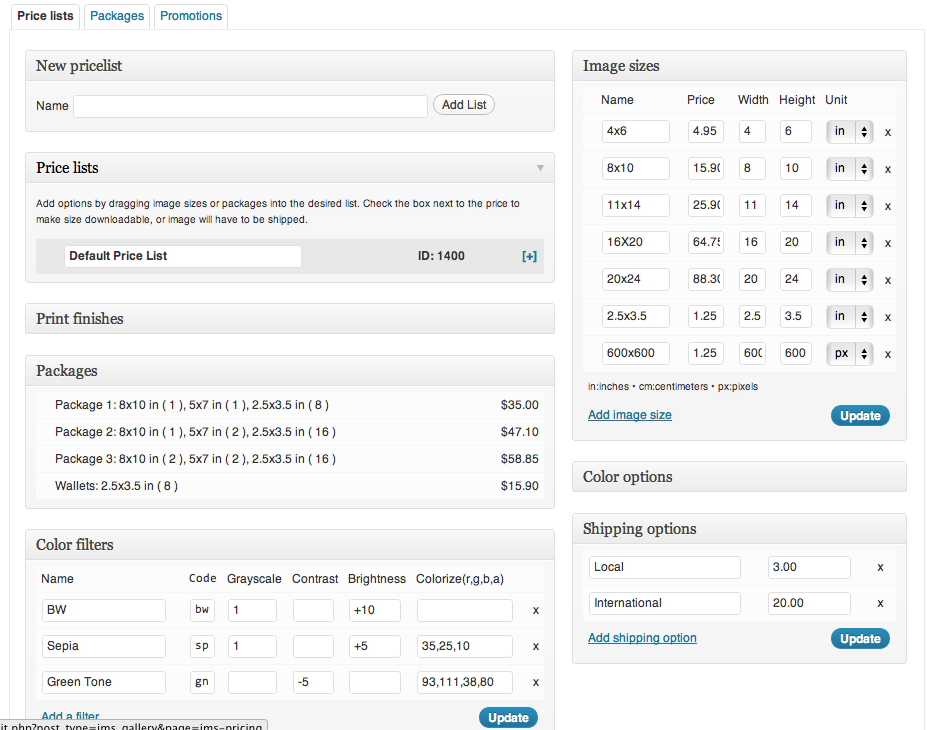 Price lists Packages Promotions
New pricelist
Name Add List
Price lists
Add options by dragging image sizes or packages into the desired list. Check the box next to the price to
make size downloadable, or image will have to be shipped.
Default Price List ID: 1400 [+]
Print finishes
Packages
Package 1: 8x10 in ( 1 ), 5x7 in ( 1 ), 2.5x3.5 in ( 8 ) $35.00
Package 2: 8x10 in ( 1 ), 5x7 in ( 2 ), 2.5x3.5 in ( 16 ) $47.10
Package 3: 8x10 in ( 2 ), 5x7 in ( 2 ), 2.5x3.5 in ( 16 ) $58.85
Wallets: 2.5x3.5 in ( 8 ) $15.90
Color filters
Name Code Grayscale Contrast Brightness Colorize(r,g,b,a)
BW bw 1 +10 x
Sepia sp 1 +5 35,25,10 x
Green Tone gn -5 93,111,38,80 x
Add a filter Update
it.php?post_type=ims_gallery&page=ims-pricing
Image sizes
Name Price Width Height Unit
4x6 4.95 4 6 in x
8x10 15.90 8 10 in x
11x14 25.90 11 14 in x
16X20 64.75 16 20 in x
20x24 88.30 20 24 in x
2.5x3.5 1.25 2.5 3.5 in x
600x600 1.25 600 600 px x
in:inches • cm:centimeters • px:pixels
Add image size Update
Color options
Shipping options
Local 3.00 x
International 20.00 x
Add shipping option Update